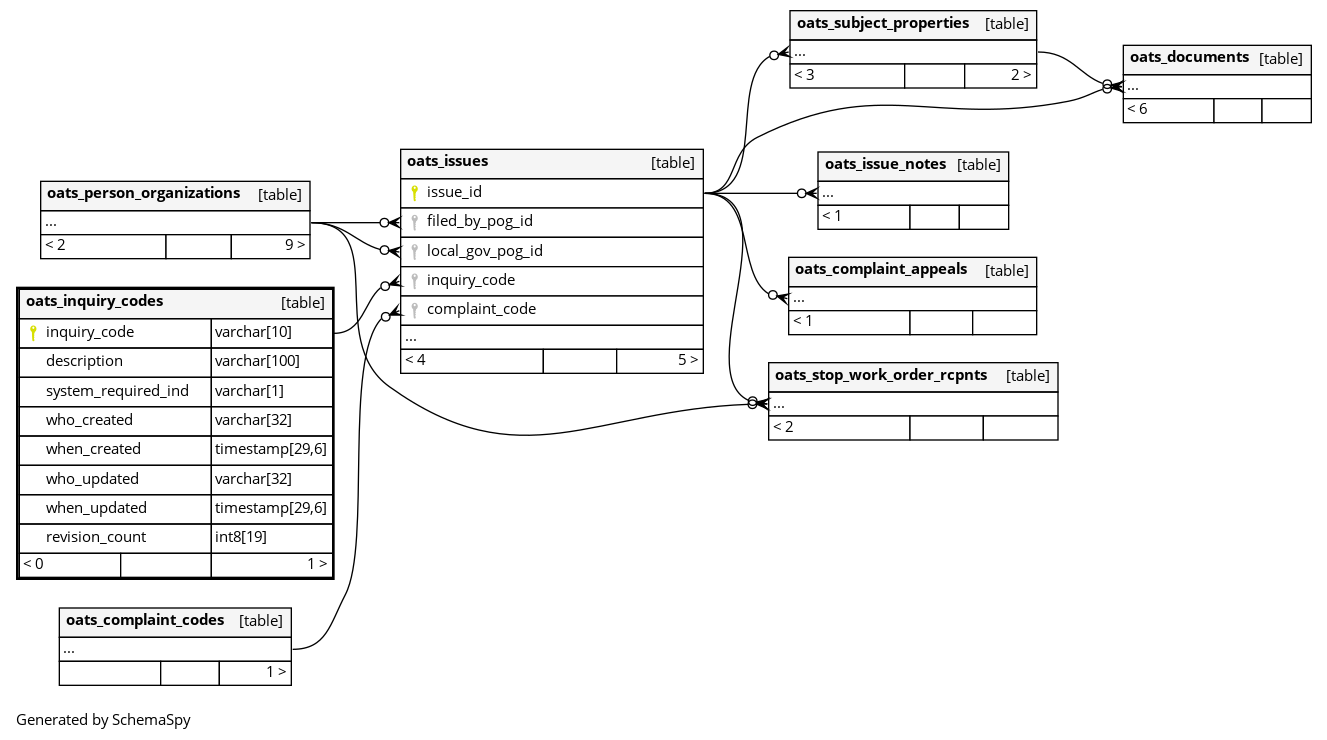 oats_subject_properties [table]
...
< 3 2 >
oats_documents [table]
...
< 6
oats_issues [table]
issue_id
filed_by_pog_id
local_gov_pog_id
inquiry_code
complaint_code
...
< 4 5 >
oats_issue_notes [table]
...
< 1
oats_person_organizations [table]
...
< 2 9 >
oats_complaint_appeals [table]
...
< 1
oats_inquiry_codes [table]
inquiry_code varchar[10]
description varchar[100]
system_required_ind varchar[1]
who_created varchar[32]
when_created timestamp[29,6]
who_updated varchar[32]
when_updated timestamp[29,6]
revision_count int8[19]
< 0 1 >
oats_stop_work_order_rcpnts [table]
...
< 2
oats_complaint_codes [table]
...
1 >
Generated by SchemaSpy